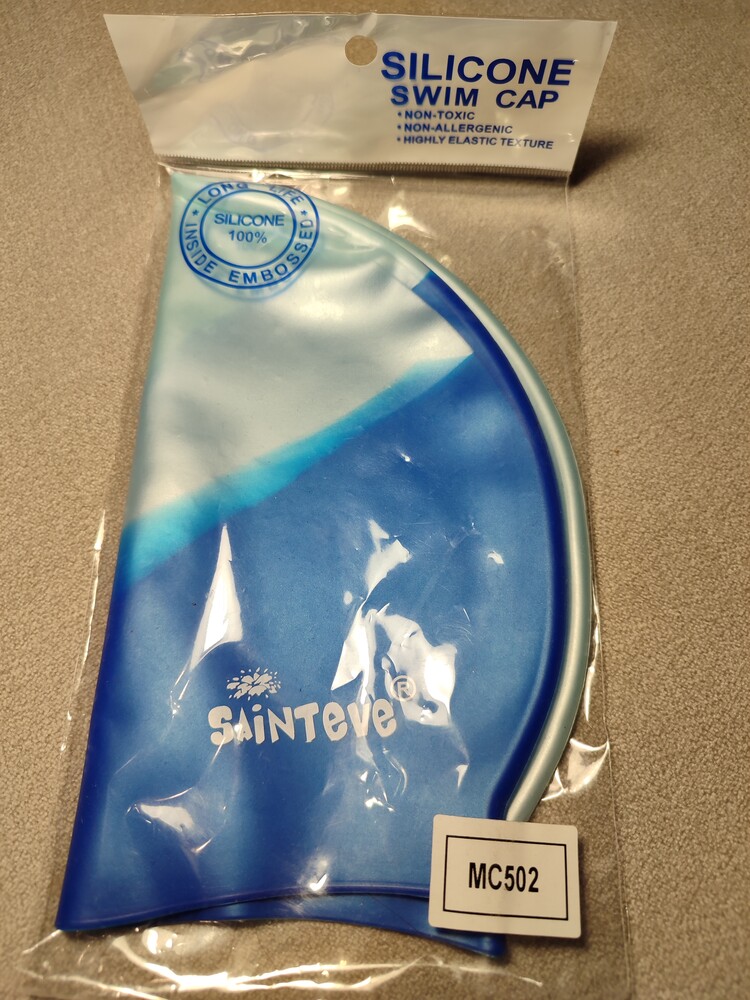 SILICONE
SWIM CAP
• NON-TOXIC
• NON-ALLERGENIC
• HIGHLY ELASTIC TEXTURE
* LONG LIFE *
SILICONE
100%
INSIDE EMBOSSED
SAiNTeVe®
MC502